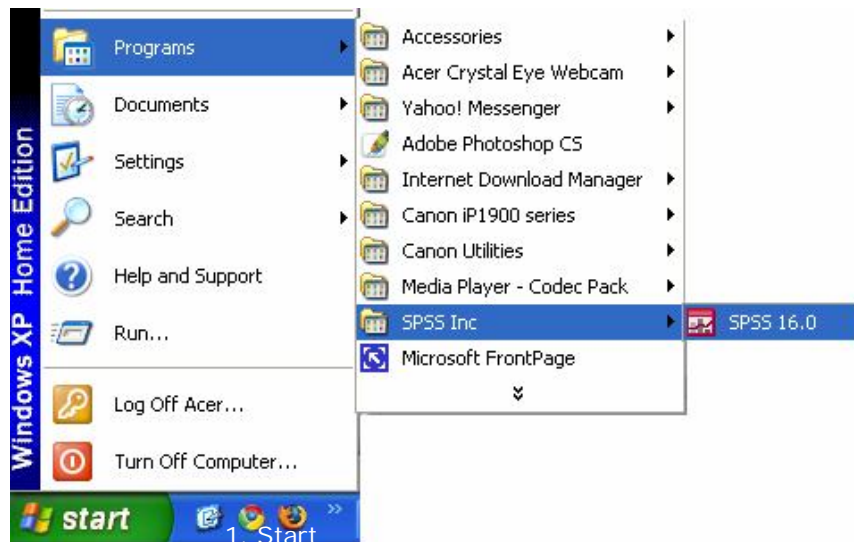 Programs
Documents
Settings
Search
Help and Support
Run...
Log Off Acer...
Turn Off Computer...
Windows XP Home Edition
Accessories
Acer Crystal Eye Webcam
Yahoo! Messenger
Adobe Photoshop CS
Internet Download Manager
Canon iP1900 series
Canon Utilities
Media Player - Codec Pack
SPSS Inc
Microsoft FrontPage
SPSS 16.0
start
1. Start